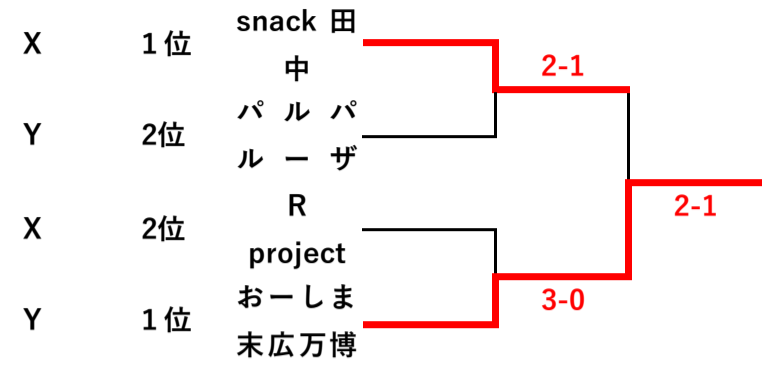 X 1位 snack 田
中
2-1
Y 2位 パルパ
ルーザ
2-1
X 2位 R
project
3-0
Y 1位 おーしま
末広万博